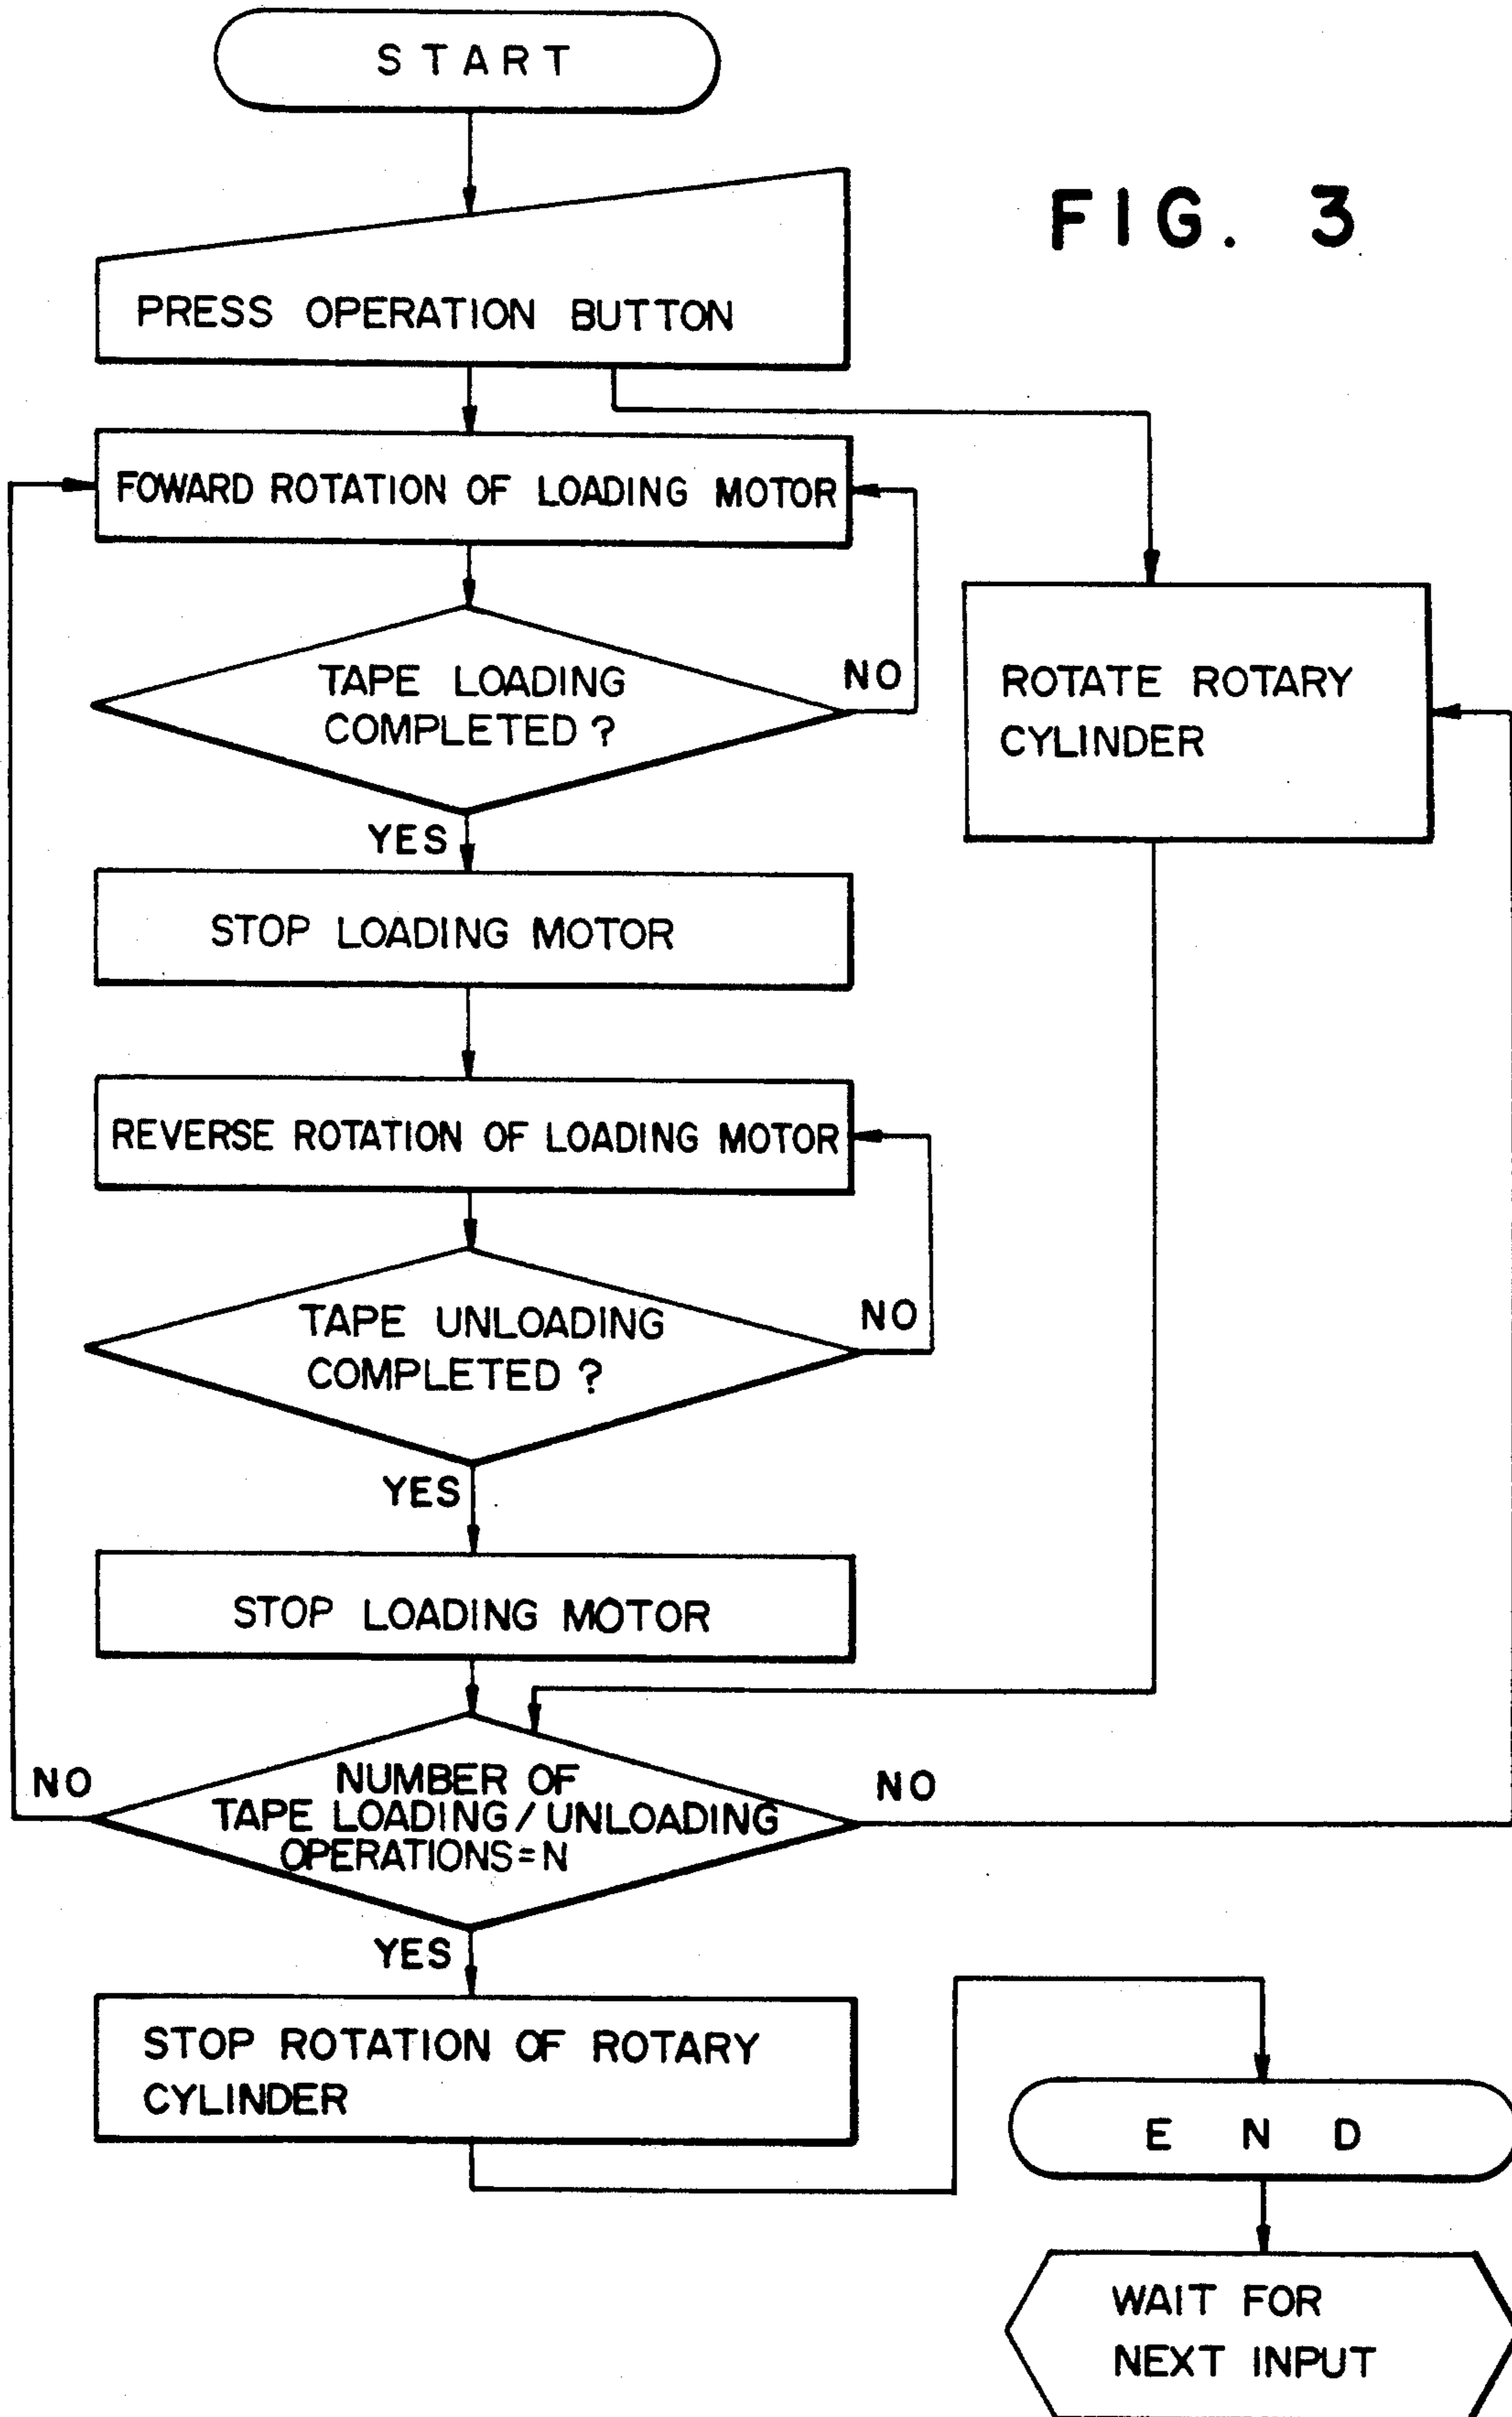 START
FIG. 3
PRESS OPERATION BUTTON
FOWARD ROTATION OF LOADING MOTOR
TAPE LOADING
COMPLETED ?
NO
ROTATE ROTARY
CYLINDER
YES
STOP LOADING MOTOR
REVERSE ROTATION OF LOADING MOTOR
TAPE UNLOADING
COMPLETED ?
NO
YES
STOP LOADING MOTOR
NO
NUMBER OF
TAPE LOADING / UNLOADING
OPERATIONS = N
NO
YES
STOP ROTATION OF ROTARY
CYLINDER
END
WAIT FOR
NEXT INPUT